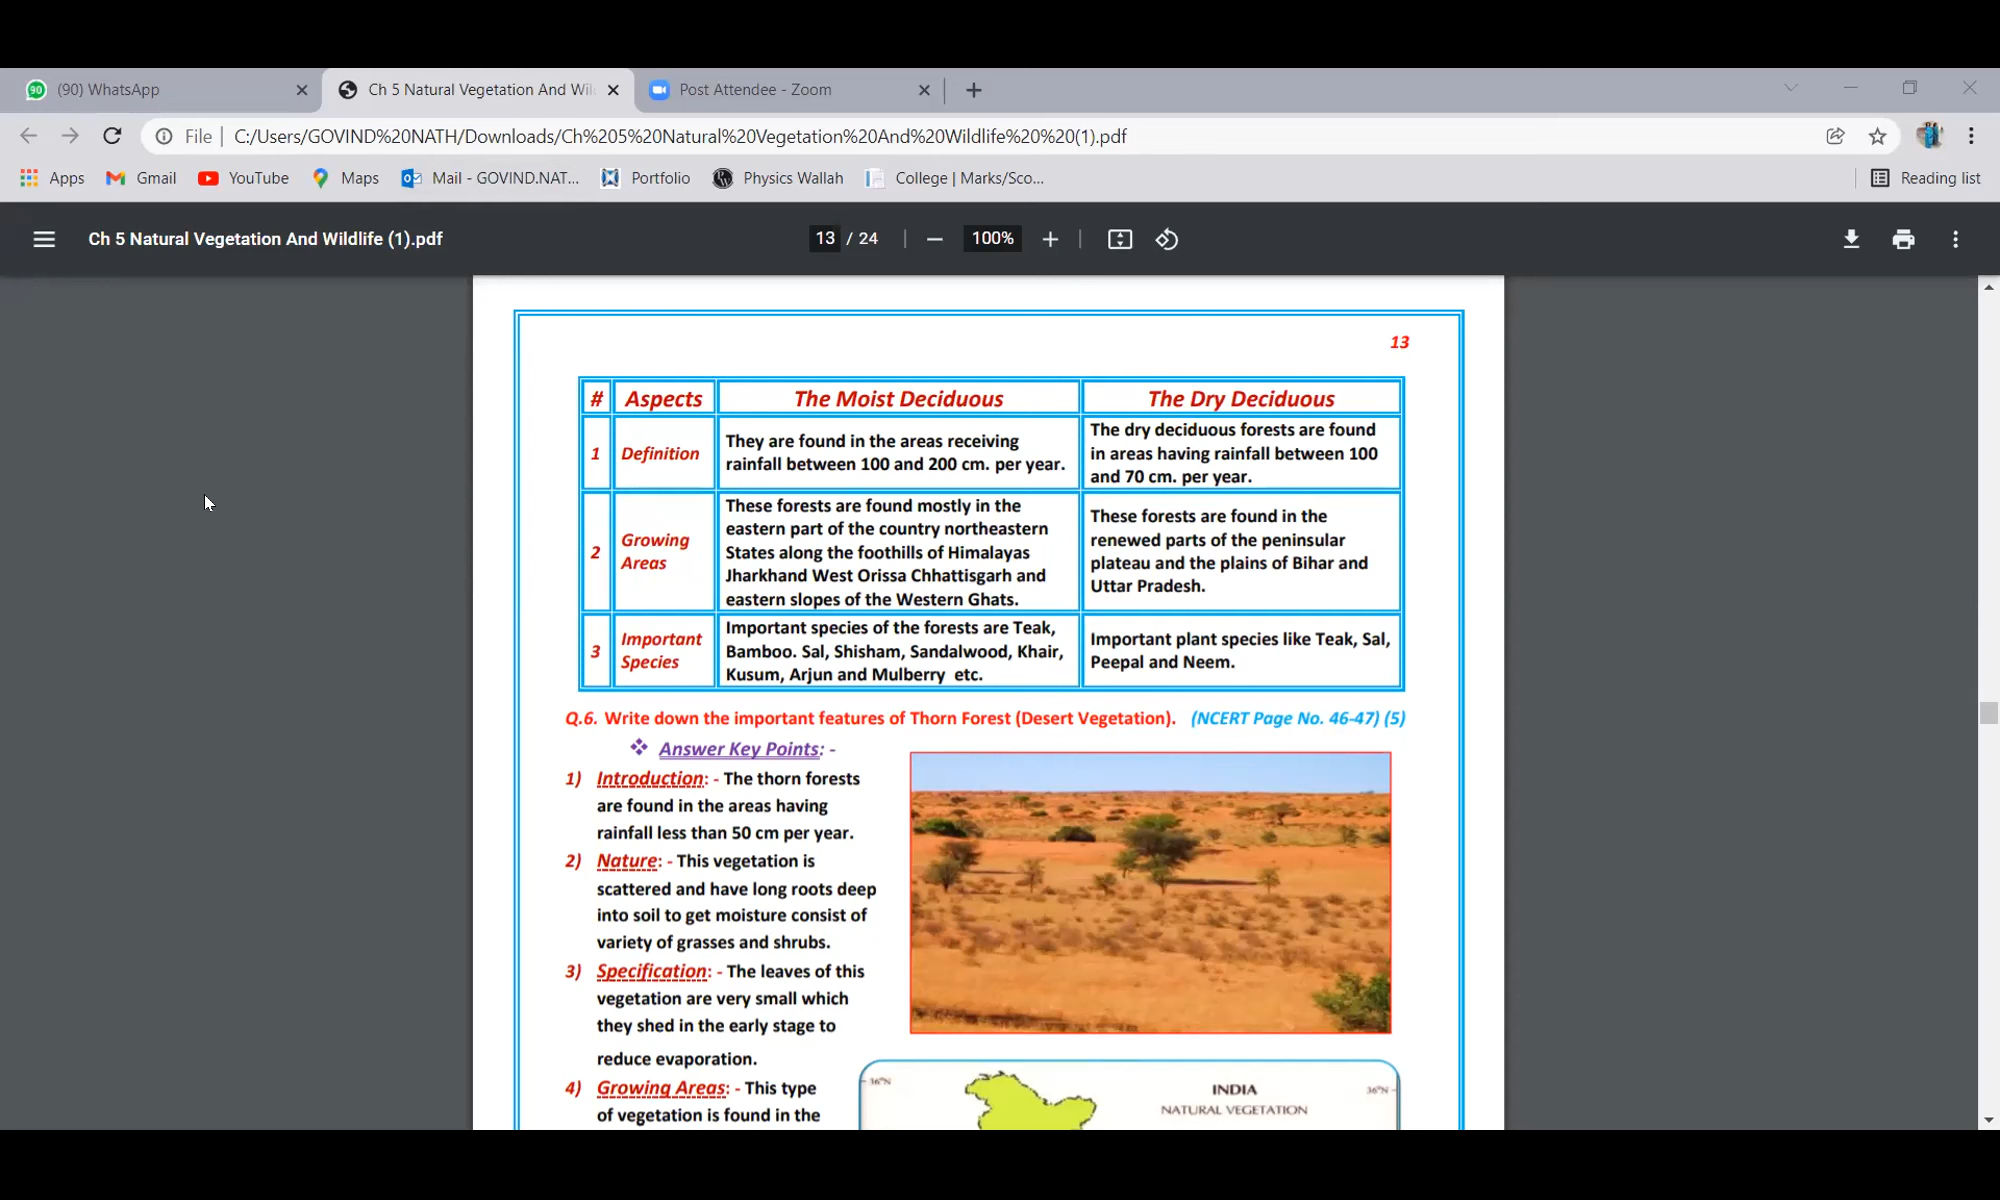 (90) WhatsApp
Ch 5 Natural Vegetation And Wil
Post Attendee - Zoom
File
C:/Users/GOVIND%20NATH/Downloads/Ch%205%20Natural%20Vegetation%20And%20Wildlife%20%20(1).pdf
Apps
Gmail
YouTube
Maps
Mail - GOVIND.NAT...
Portfolio
Physics Wallah
College | Marks/Sco...
Reading list
Ch 5 Natural Vegetation And Wildlife (1).pdf
13 / 24
100%
13
# Aspects The Moist Deciduous The Dry Deciduous
1 Definition
They are found in the areas receiving
rainfall between 100 and 200 cm. per year.
The dry deciduous forests are found
in areas having rainfall between 100
and 70 cm. per year.
2 Growing
Areas
These forests are found mostly in the
eastern part of the country northeastern
States along the foothills of Himalayas
Jharkhand West Orissa Chhattisgarh and
eastern slopes of the Western Ghats.
These forests are found in the
renewed parts of the peninsular
plateau and the plains of Bihar and
Uttar Pradesh.
3 Important
Species
Important species of the forests are Teak,
Bamboo. Sal, Shisham, Sandalwood, Khair,
Kusum, Arjun and Mulberry etc.
Important plant species like Teak, Sal,
Peepal and Neem.
Q.6. Write down the important features of Thorn Forest (Desert Vegetation). (NCERT Page No. 46-47) (5)
❖ Answer Key Points: -
1) Introduction: - The thorn forests
are found in the areas having
rainfall less than 50 cm per year.
2) Nature: - This vegetation is
scattered and have long roots deep
into soil to get moisture consist of
variety of grasses and shrubs.
3) Specification: - The leaves of this
vegetation are very small which
they shed in the early stage to
reduce evaporation.
4) Growing Areas: - This type
of vegetation is found in the
36°N
INDIA
36°N
NATURAL VEGETATION